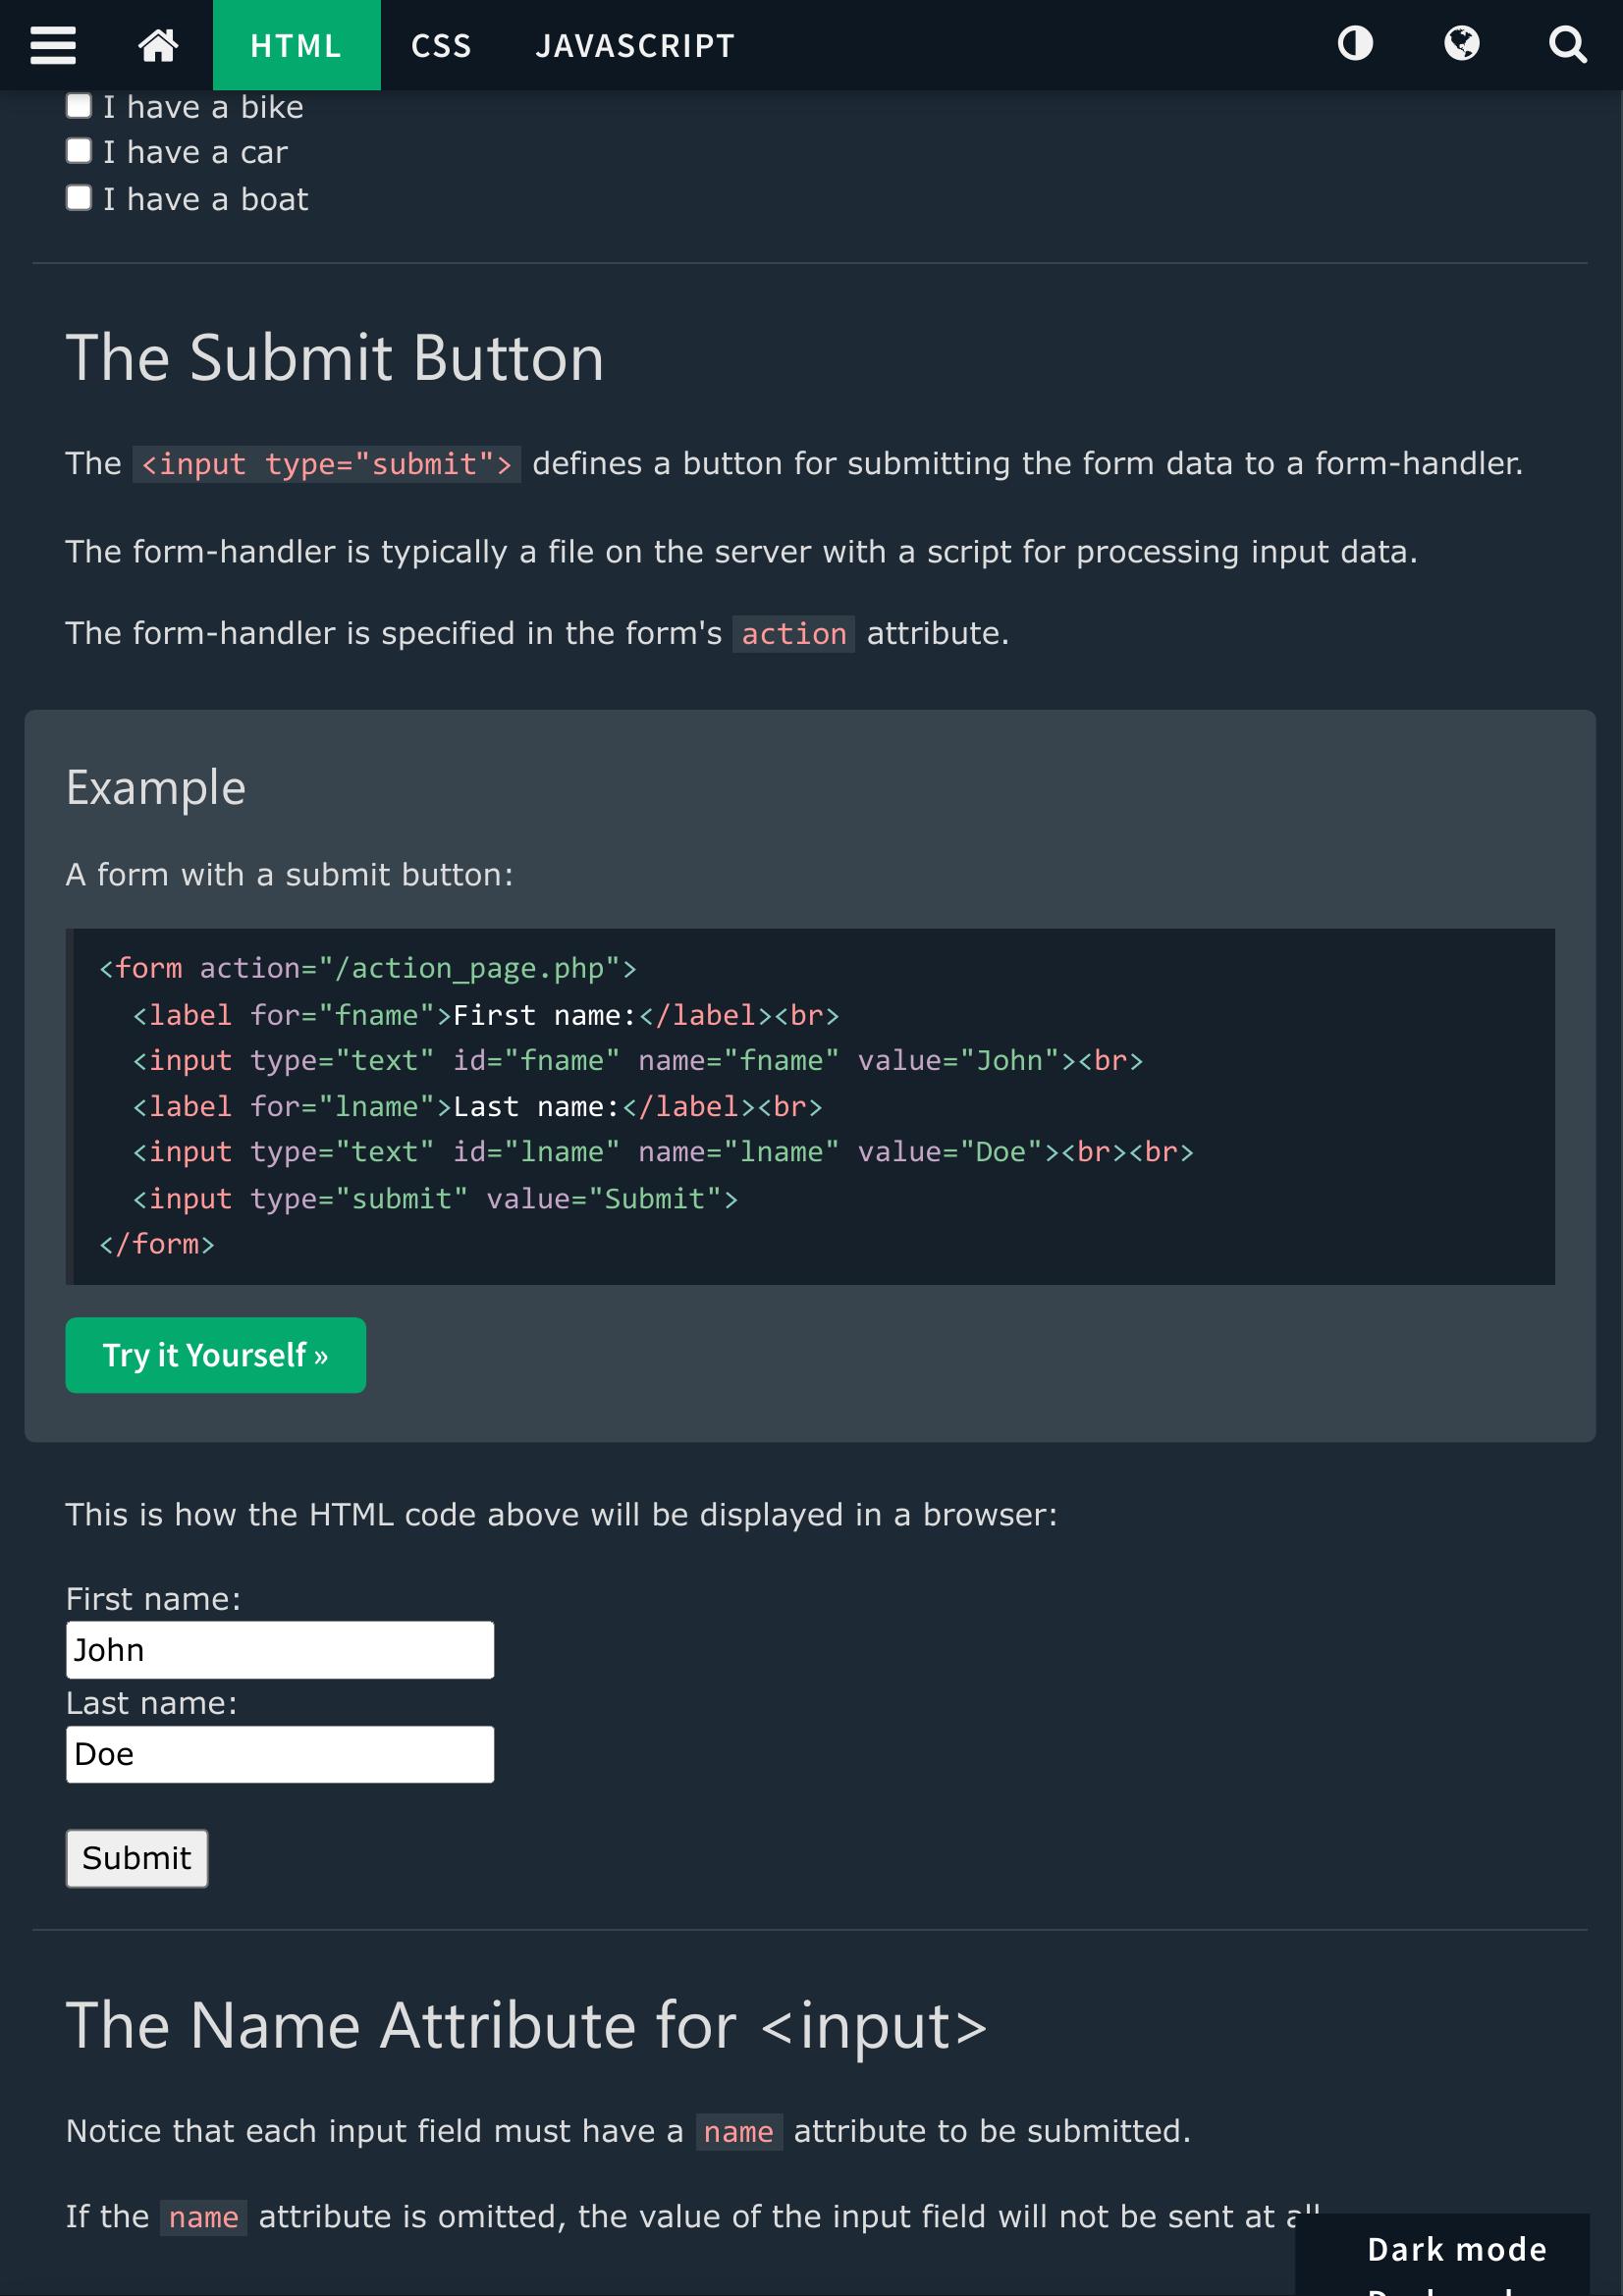 HTML CSS JAVASCRIPT
I have a bike
I have a car
I have a boat
The Submit Button
The <input type="submit"> defines a button for submitting the form data to a form-handler.
The form-handler is typically a file on the server with a script for processing input data.
The form-handler is specified in the form's action attribute.
Example
A form with a submit button:
<form action="/action_page.php">
  <label for="fname">First name:</label><br>
  <input type="text" id="fname" name="fname" value="John"><br>
  <label for="lname">Last name:</label><br>
  <input type="text" id="lname" name="lname" value="Doe"><br><br>
  <input type="submit" value="Submit">
</form>
Try it Yourself »
This is how the HTML code above will be displayed in a browser:
First name:
John
Last name:
Doe
Submit
The Name Attribute for <input>
Notice that each input field must have a name attribute to be submitted.
If the name attribute is omitted, the value of the input field will not be sent at all
Dark mode